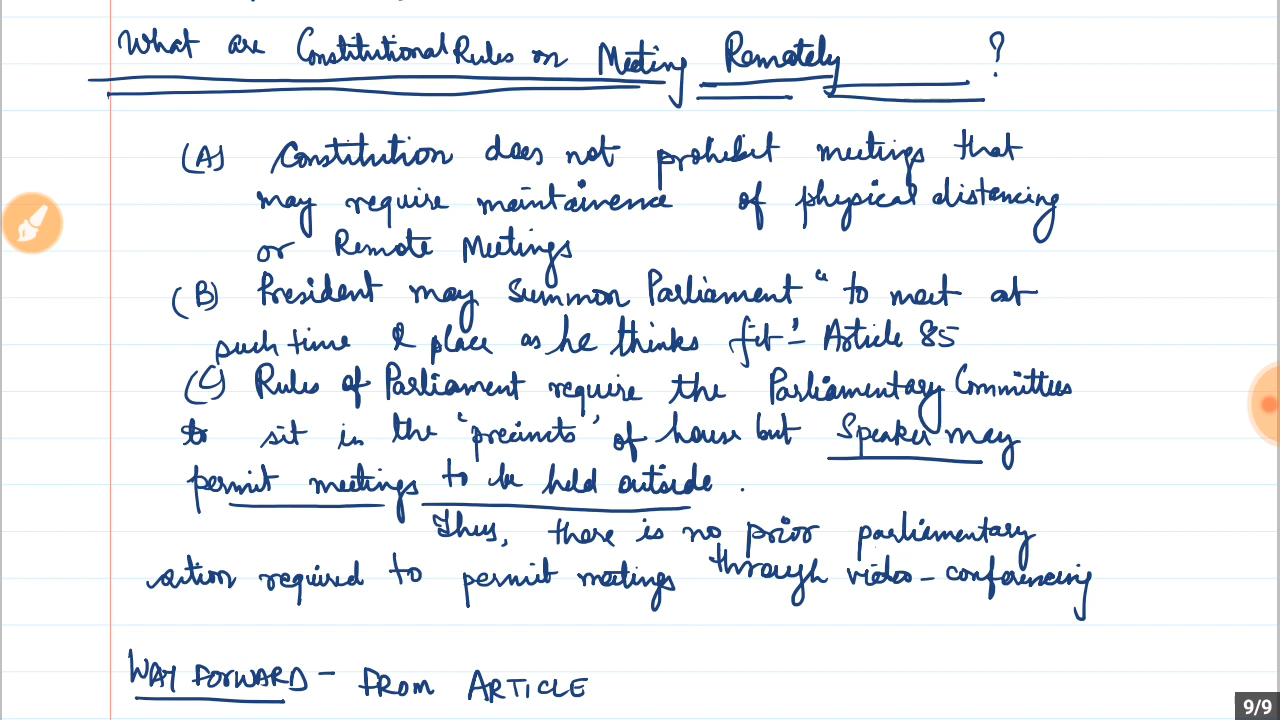 What are Constitutional Rules on Meeting Remotely ?
(A) Constitution does not prohibit meetings that
may require maintainence of physical distancing
or Remote Meetings
(B) President may summon Parliament "to meet at
such time & place as he thinks fit" - Article 85
(C) Rules of Parliament require the Parliamentary Committees
to sit in the 'precincts' of house but Speaker may
permit meetings to be held outside.
Thus, there is no prior parliamentary
action required to permit meetings through video-conferencing
WAY FORWARD - FROM ARTICLE
9/9